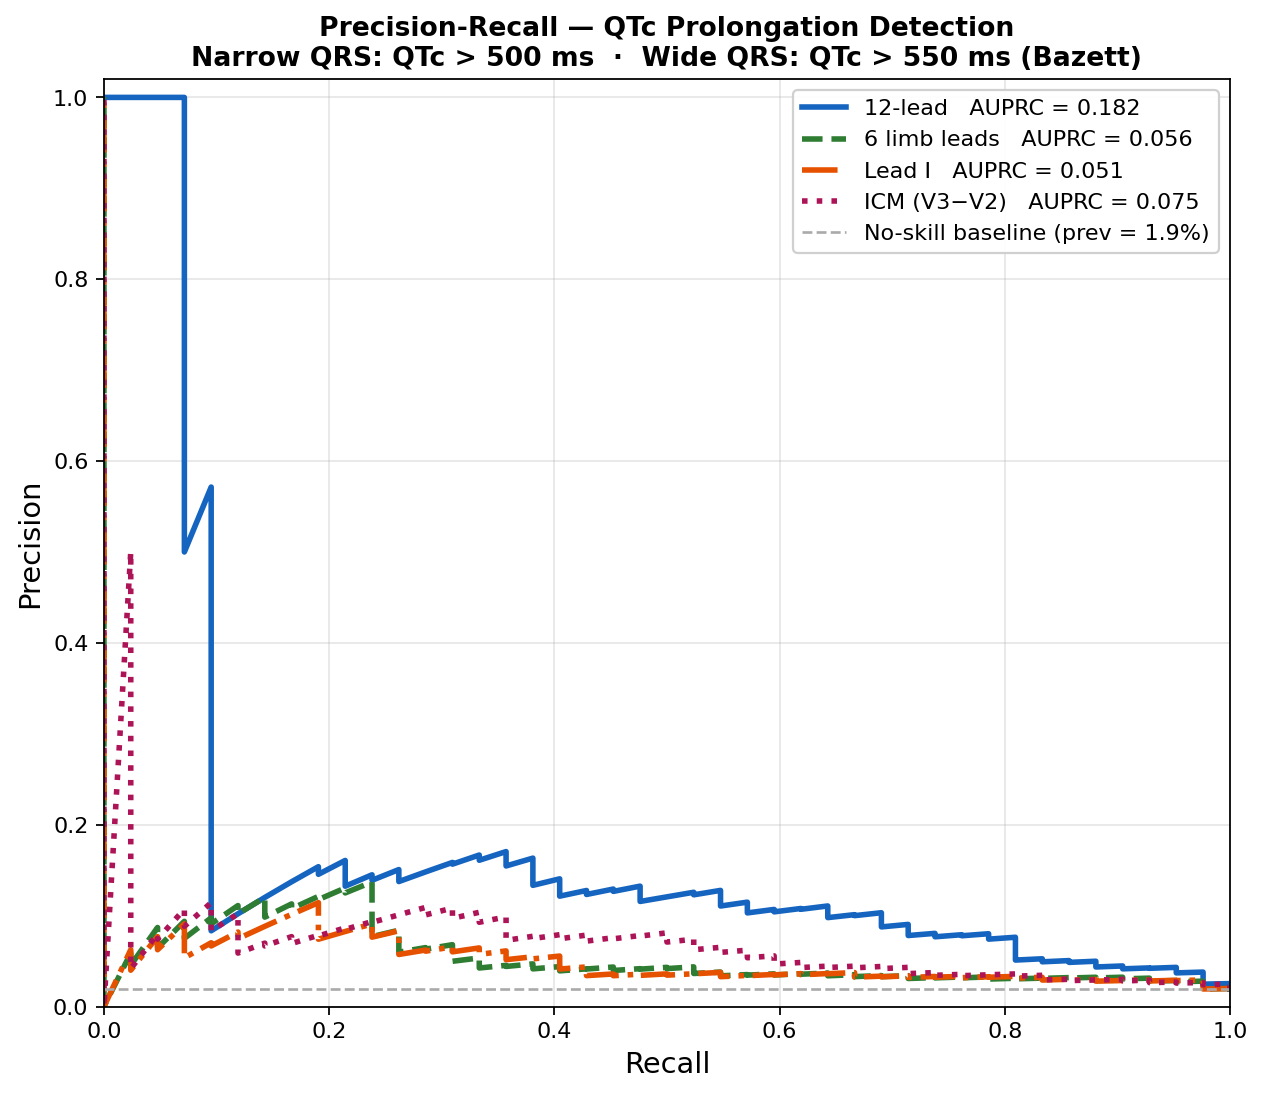 Precision-Recall — QTc Prolongation Detection
Narrow QRS: QTc > 500 ms · Wide QRS: QTc > 550 ms (Bazett)
12-lead AUPRC = 0.182
6 limb leads AUPRC = 0.056
Lead I AUPRC = 0.051
ICM (V3−V2) AUPRC = 0.075
No-skill baseline (prev = 1.9%)
Precision
1.0
0.8
0.6
0.4
0.2
0.0
0.0 0.2 0.4 0.6 0.8 1.0
Recall